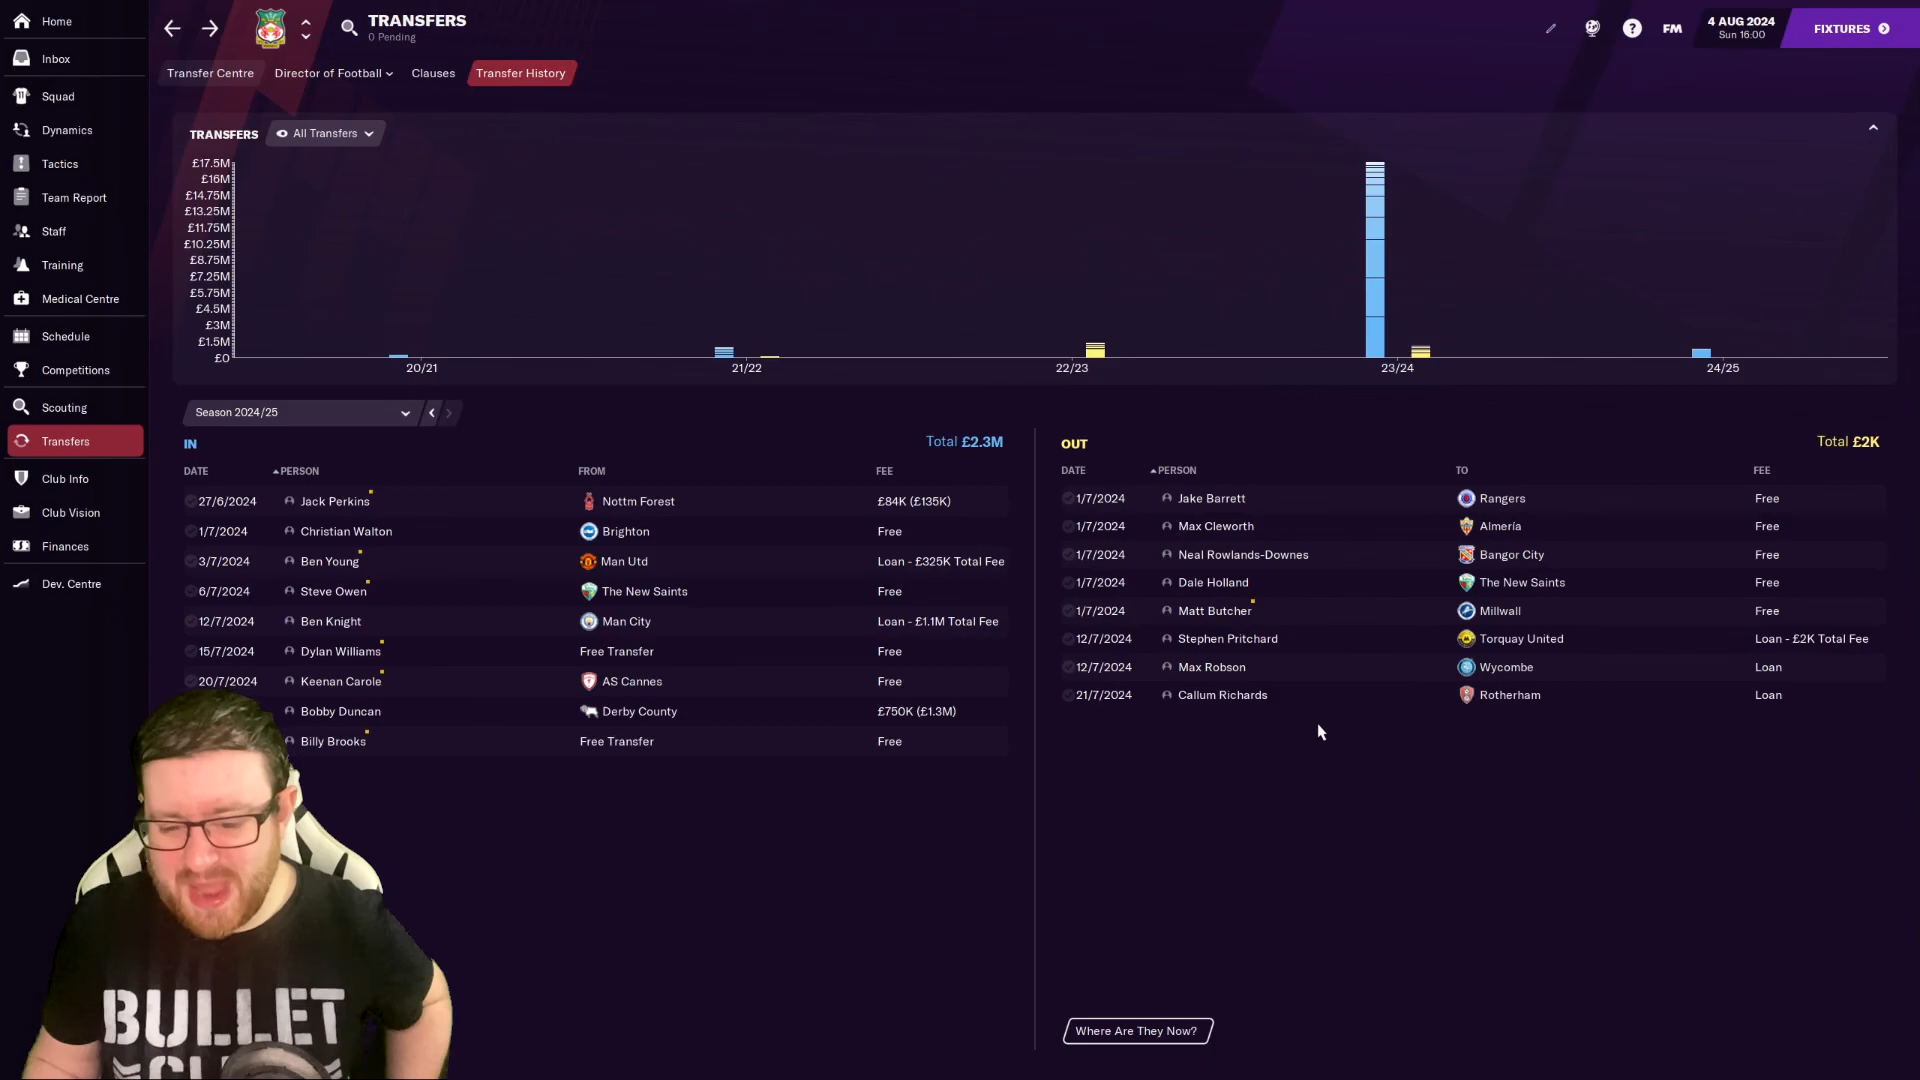 Home
Inbox
Squad
Dynamics
Tactics
Team Report
Staff
Training
Medical Centre
Schedule
Competitions
Scouting
Transfers
Club Info
Club Vision
Finances
Dev. Centre
TRANSFERS
0 Pending
FM
4 AUG 2024
Sun 16:00
FIXTURES
Transfer Centre
Director of Football
Clauses
Transfer History
TRANSFERS
All Transfers
£17.5M
£16M
£14.75M
£13.25M
£11.75M
£10.25M
£8.75M
£7.25M
£5.75M
£4.5M
£3M
£1.5M
£0
20/21 21/22 22/23 23/24 24/25
Season 2024/25
IN Total £2.3M
DATE PERSON FROM FEE
27/6/2024 Jack Perkins Nottm Forest £84K (£135K)
1/7/2024 Christian Walton Brighton Free
3/7/2024 Ben Young Man Utd Loan - £325K Total Fee
6/7/2024 Steve Owen The New Saints Free
12/7/2024 Ben Knight Man City Loan - £1.1M Total Fee
15/7/2024 Dylan Williams Free Transfer Free
20/7/2024 Keenan Carole AS Cannes Free
Bobby Duncan Derby County £750K (£1.3M)
Billy Brooks Free Transfer Free
OUT Total £2K
DATE PERSON TO FEE
1/7/2024 Jake Barrett Rangers Free
1/7/2024 Max Cleworth Almería Free
1/7/2024 Neal Rowlands-Downes Bangor City Free
1/7/2024 Dale Holland The New Saints Free
1/7/2024 Matt Butcher Millwall Free
12/7/2024 Stephen Pritchard Torquay United Loan - £2K Total Fee
12/7/2024 Max Robson Wycombe Loan
21/7/2024 Callum Richards Rotherham Loan
Where Are They Now?
BULLET